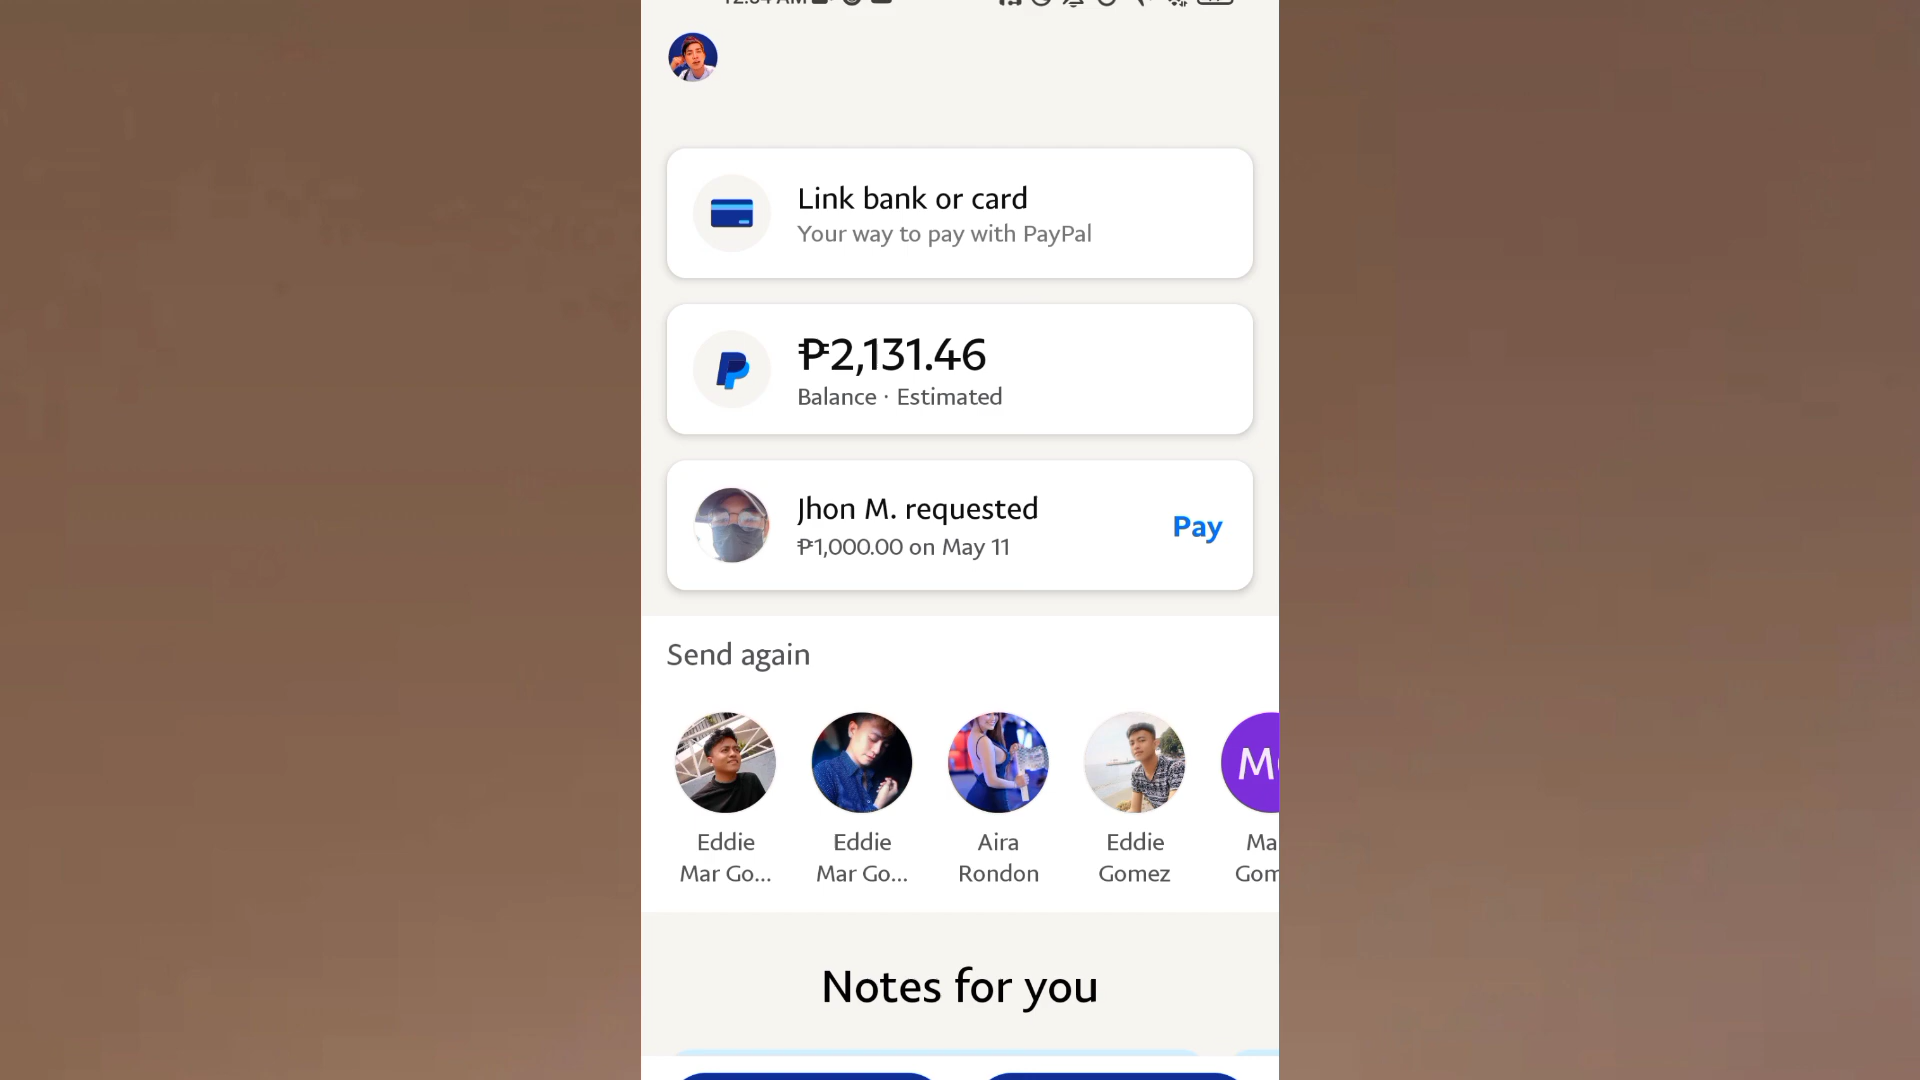 Link bank or card
Your way to pay with PayPal
₱2,131.46
Balance · Estimated
Jhon M. requested
₱1,000.00 on May 11
Pay
Send again
Eddie
Mar Go...
Eddie
Mar Go...
Aira
Rondon
Eddie
Gomez
Notes for you